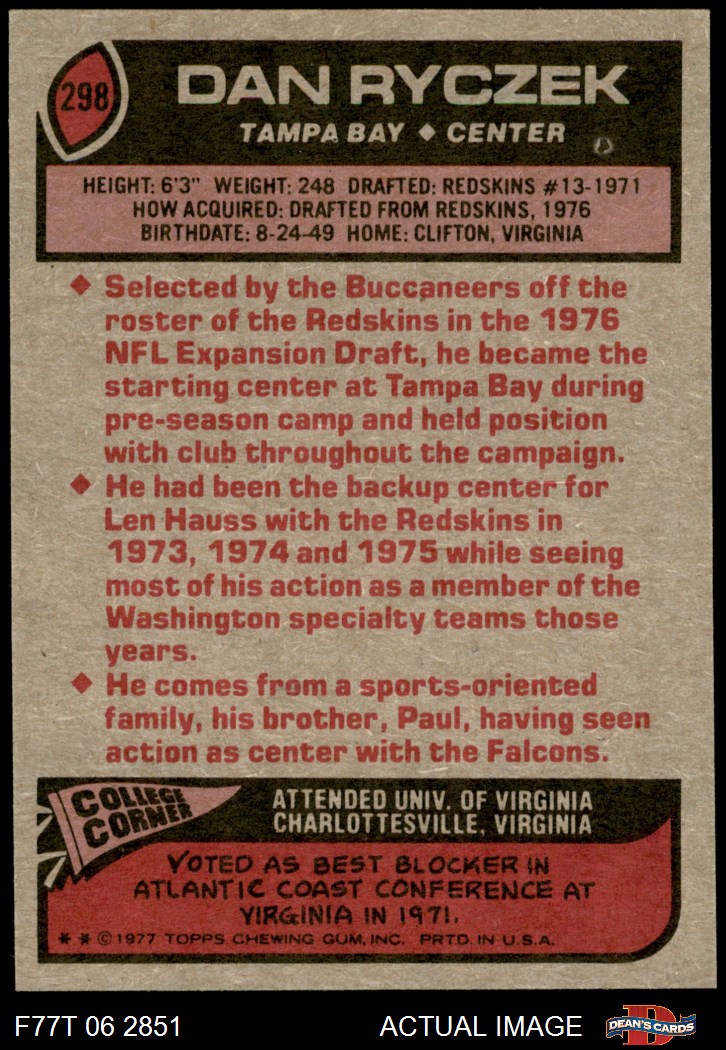 298
DAN RYCZEK
TAMPA BAY ◆ CENTER
HEIGHT: 6'3" WEIGHT: 248 DRAFTED: REDSKINS #13-1971
HOW ACQUIRED: DRAFTED FROM REDSKINS, 1976
BIRTHDATE: 8-24-49 HOME: CLIFTON, VIRGINIA
◆ Selected by the Buccaneers off the
roster of the Redskins in the 1976
NFL Expansion Draft, he became the
starting center at Tampa Bay during
pre-season camp and held position
with club throughout the campaign.
◆ He had been the backup center for
Len Hauss with the Redskins in
1973, 1974 and 1975 while seeing
most of his action as a member of the
Washington specialty teams those
years.
◆ He comes from a sports-oriented
family, his brother, Paul, having seen
action as center with the Falcons.
COLLEGE
CORNER
ATTENDED UNIV. OF VIRGINIA
CHARLOTTESVILLE, VIRGINIA
VOTED AS BEST BLOCKER IN
ATLANTIC COAST CONFERENCE AT
VIRGINIA IN 1971.
* * © 1977 TOPPS CHEWING GUM, INC. PRTD. IN U.S.A.
F77T 06 2851
ACTUAL IMAGE
D
DEAN'S CARDS